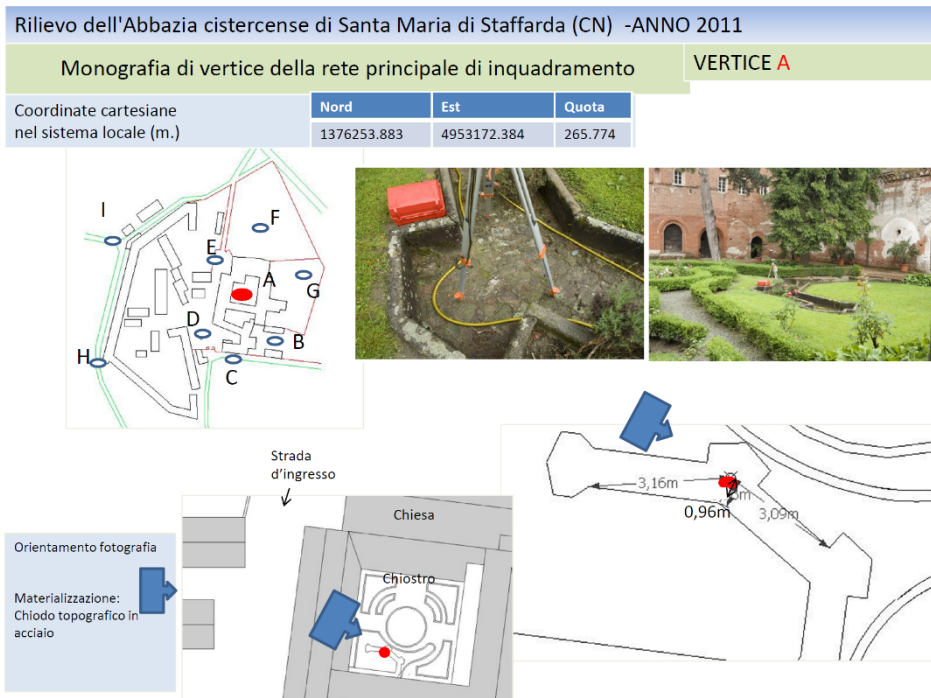 Rilievo dell'Abbazia cistercense di Santa Maria di Staffarda (CN) -ANNO 2011
Monografia di vertice della rete principale di inquadramento
VERTICE A
Coordinate cartesiane
nel sistema locale (m.)
Nord Est Quota
1376253.883 4953172.384 265.774
I
F
E
A
G
D
B
H
C
Strada
d'ingresso
Chiesa
Chiostro
Orientamento fotografia
Materializzazione:
Chiodo topografico in
acciaio
3,16m
0,96m
3,09m